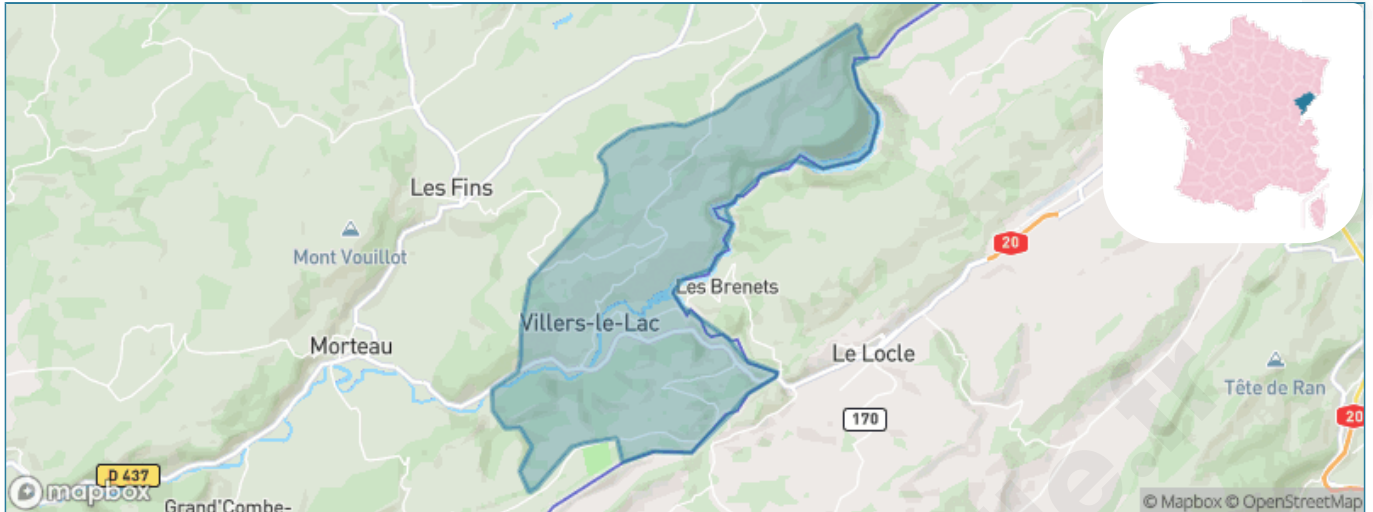 Les Fins
Mont Vouillot
20
Les Brenets
Villers-le-Lac
Morteau
Le Locle
Tête de Ran
170
20
D 437
mapbox
Grand'Combe-
© Mapbox © OpenStreetMap